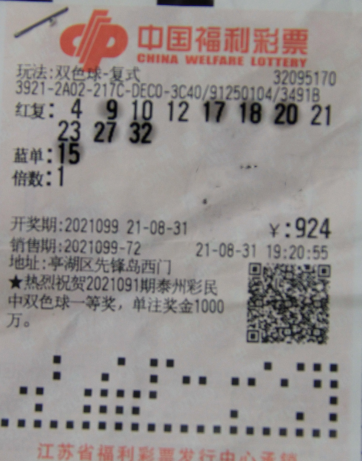 中国福利彩票
CHINA WELFARE LOTTERY
玩法:双色球-复式
32095170
3921-2A02-217C-DEC0-3C40/91250104/3491B
红复: 4 9 10 12 17 18 20 21
23 27 32
蓝单:15
倍数:1
开奖期:2021099 21-08-31 ¥:924
销售期:2021099-72 21-08-31 19:20:55
地址:亭湖区先锋岛西门
★热烈祝贺2021091期泰州彩民
中双色球一等奖，单注奖金1000
万。
江苏省福利彩票发行中心承销